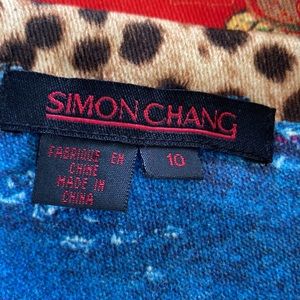 SIMON CHANG
FABRIQUE EN
CHINE
MADE IN
CHINA
10